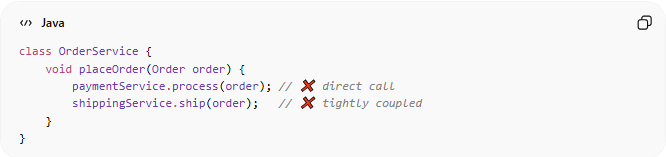 </> Java
class OrderService {
    void placeOrder(Order order) {
        paymentService.process(order); // ❌ direct call
        shippingService.ship(order);   // ❌ tightly coupled
    }
}